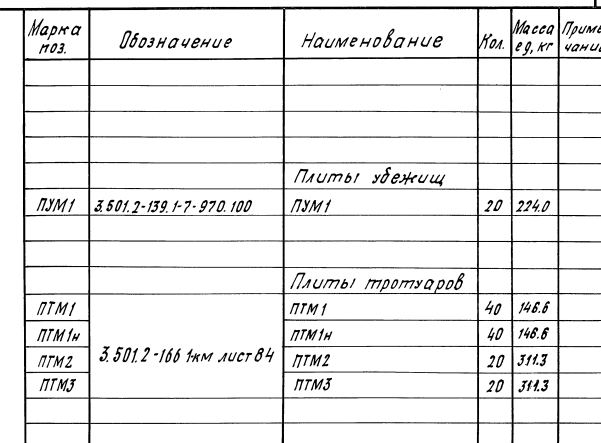 Марка поз. Обозначение Наименование Кол. Масса ед, кг Приме чание
Плиты убежищ
ПУМ1 3.501.2-139.1-7-970.100 ПУМ1 20 224.0
Плиты тротуаров
ПТМ1 ПТМ1 40 146.6
ПТМ1н ПТМ1н 40 146.6
3.501.2-166 1км лист 84
ПТМ2 ПТМ2 20 311.3
ПТМ3 ПТМ3 20 311.3